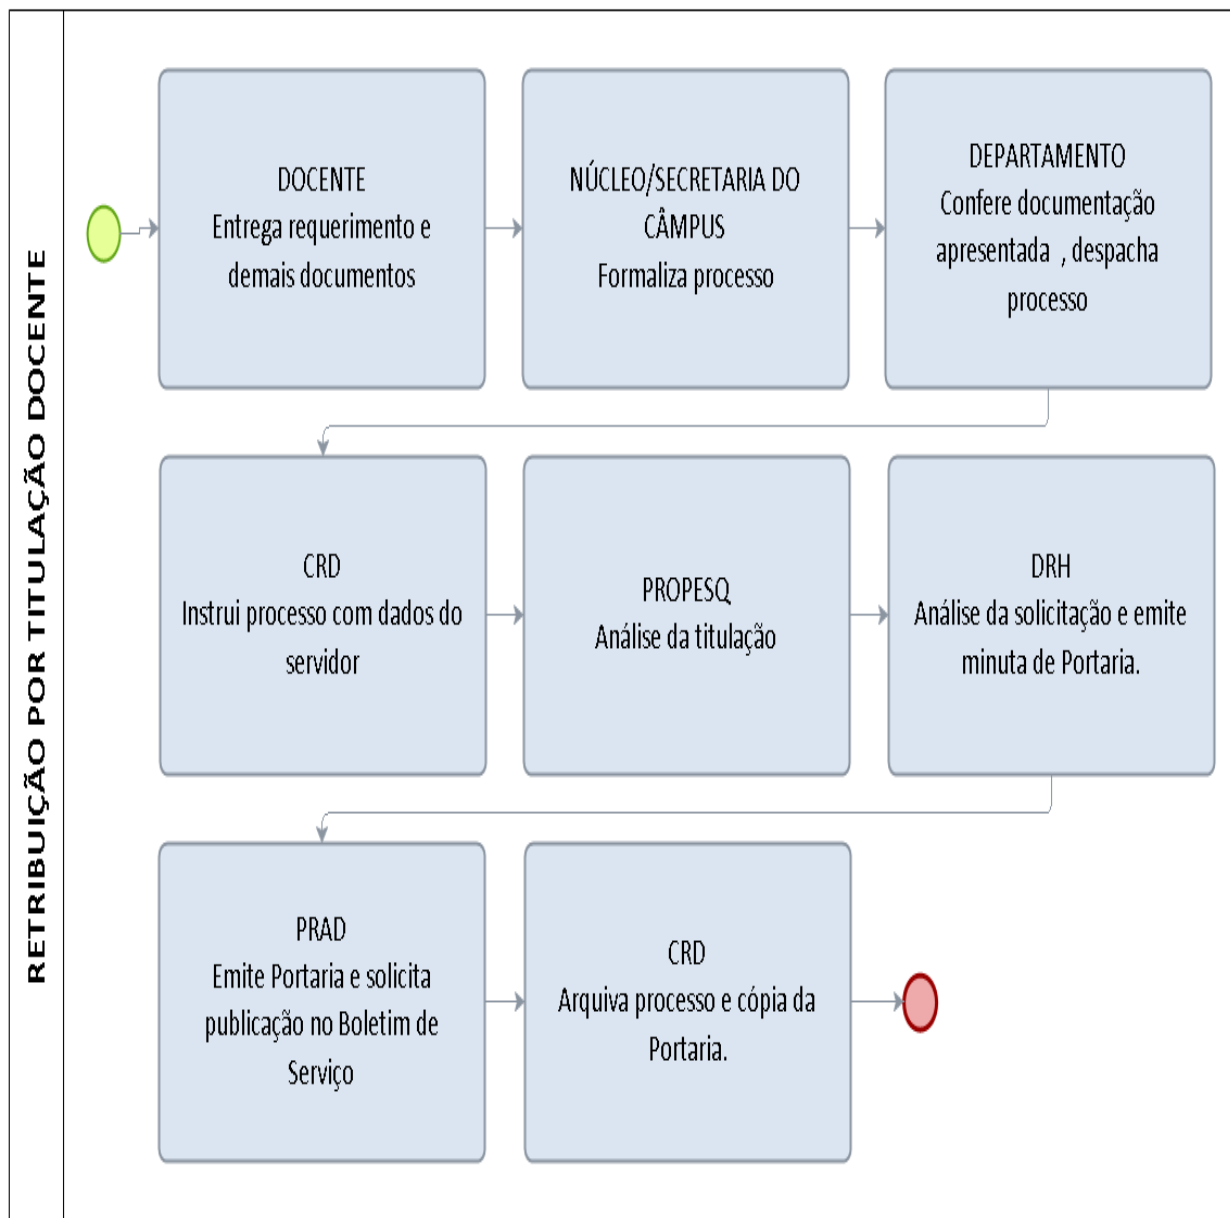 RETRIBUIÇÃO POR TITULAÇÃO DOCENTE
DOCENTE
Entrega requerimento e
demais documentos
NÚCLEO/SECRETARIA DO
CÂMPUS
Formaliza processo
DEPARTAMENTO
Confere documentação
apresentada , despacha
processo
CRD
Instrui processo com dados do
servidor
PROPESQ
Análise da titulação
DRH
Análise da solicitação e emite
minuta de Portaria.
PRAD
Emite Portaria e solicita
publicação no Boletim de
Serviço
CRD
Arquiva processo e cópia da
Portaria.